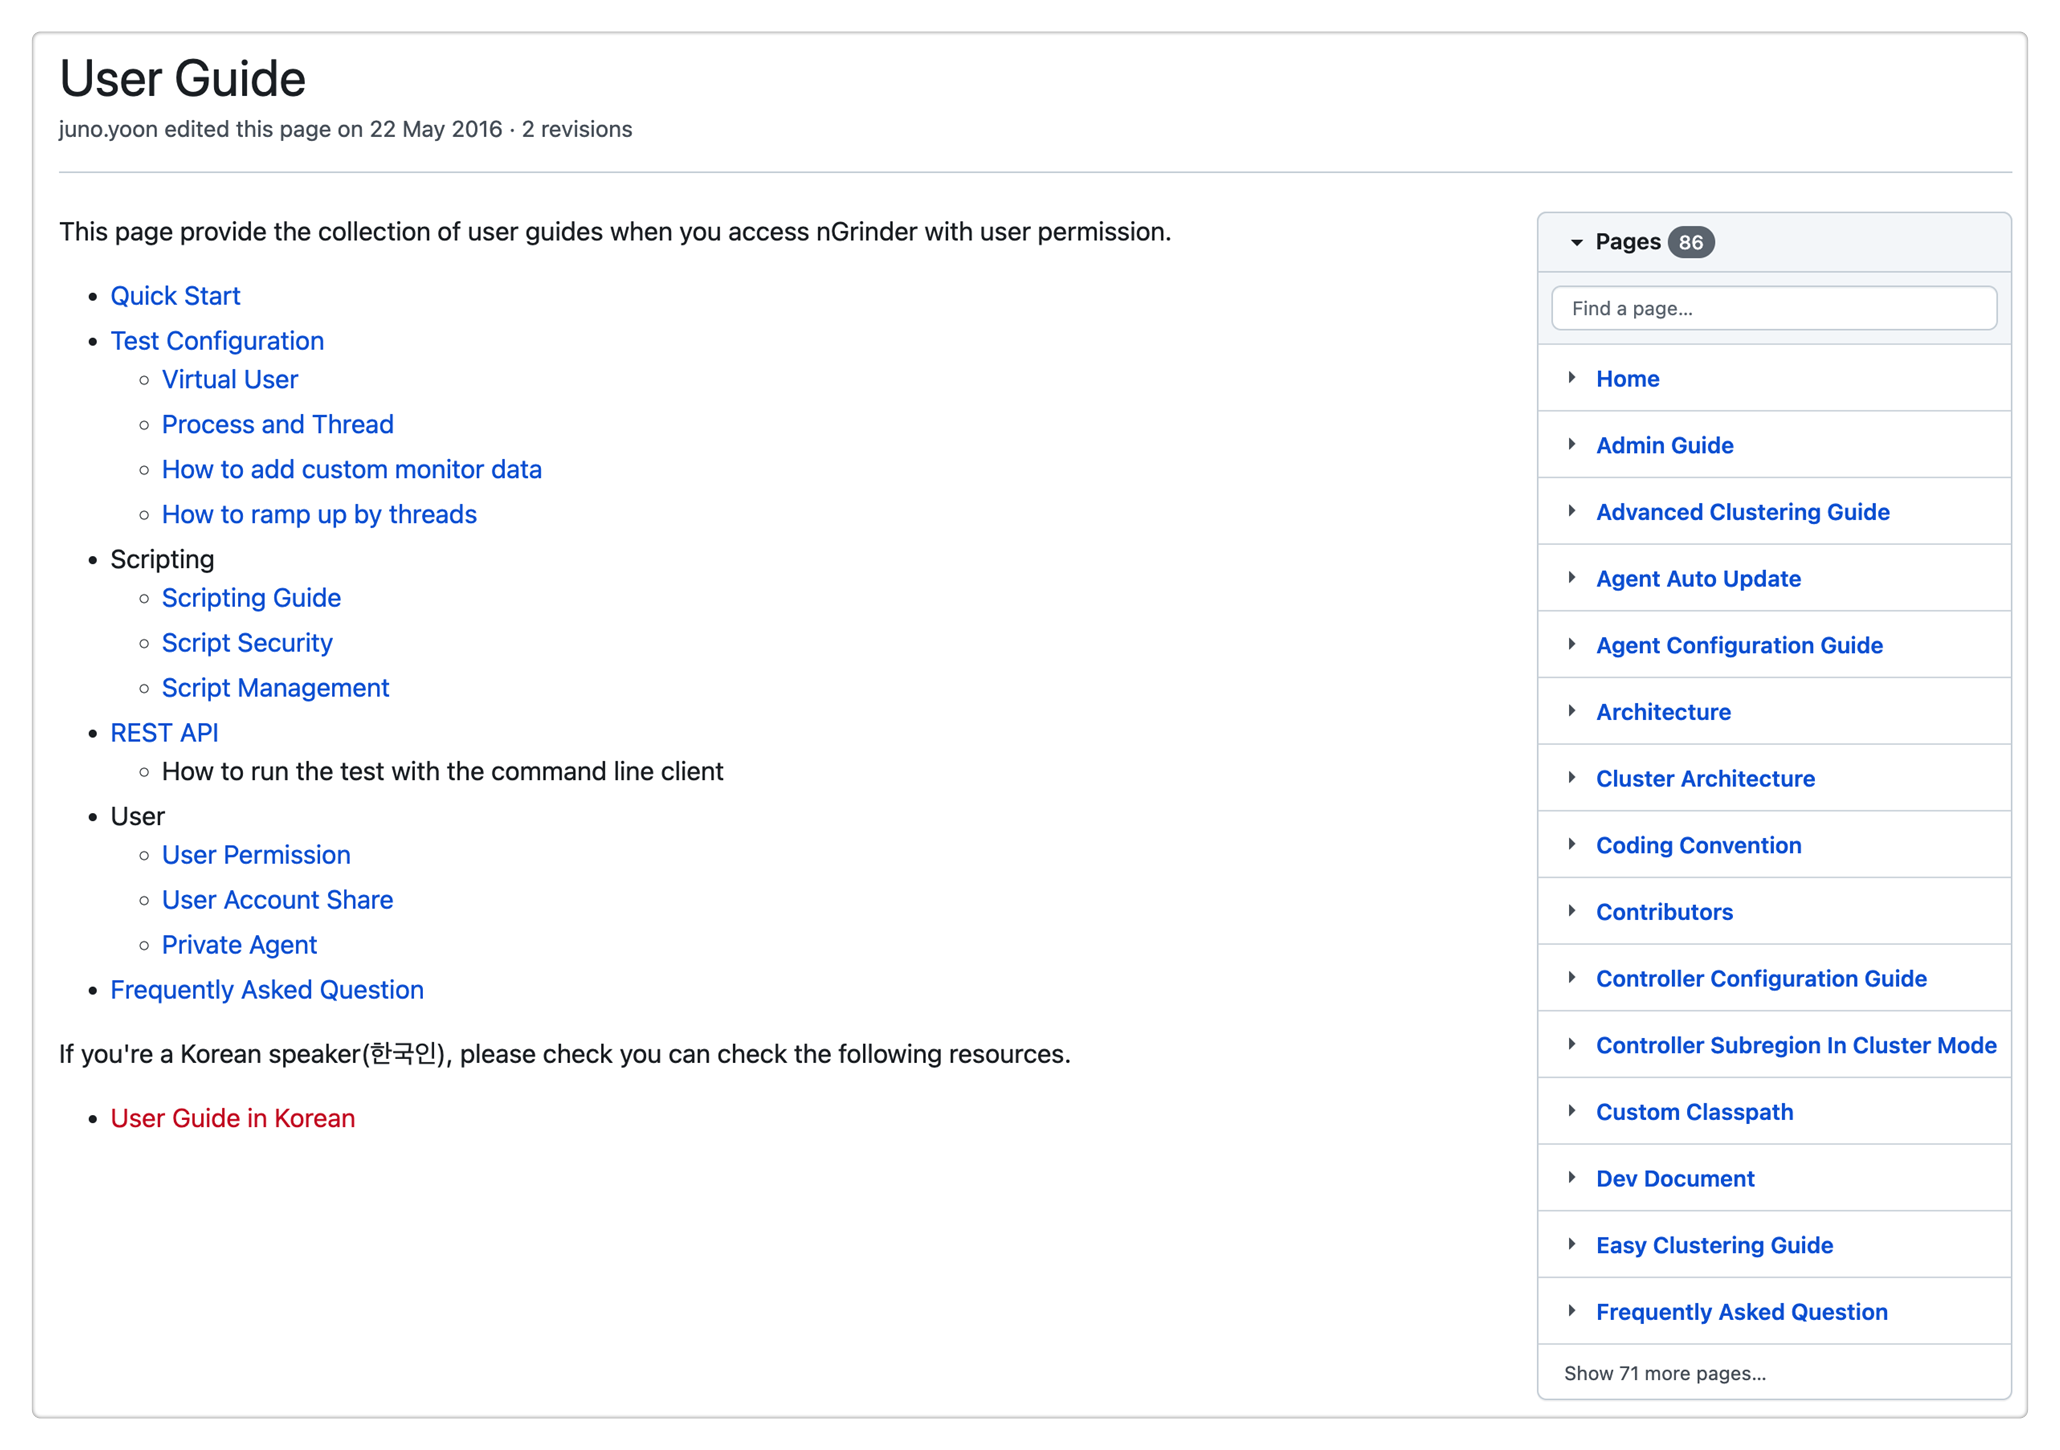 User Guide
juno.yoon edited this page on 22 May 2016 · 2 revisions
This page provide the collection of user guides when you access nGrinder with user permission.
Quick Start
Test Configuration
Virtual User
Process and Thread
How to add custom monitor data
How to ramp up by threads
Scripting
Scripting Guide
Script Security
Script Management
REST API
How to run the test with the command line client
User
User Permission
User Account Share
Private Agent
Frequently Asked Question
If you're a Korean speaker(한국인), please check you can check the following resources.
User Guide in Korean
Pages 86
Find a page...
Home
Admin Guide
Advanced Clustering Guide
Agent Auto Update
Agent Configuration Guide
Architecture
Cluster Architecture
Coding Convention
Contributors
Controller Configuration Guide
Controller Subregion In Cluster Mode
Custom Classpath
Dev Document
Easy Clustering Guide
Frequently Asked Question
Show 71 more pages...